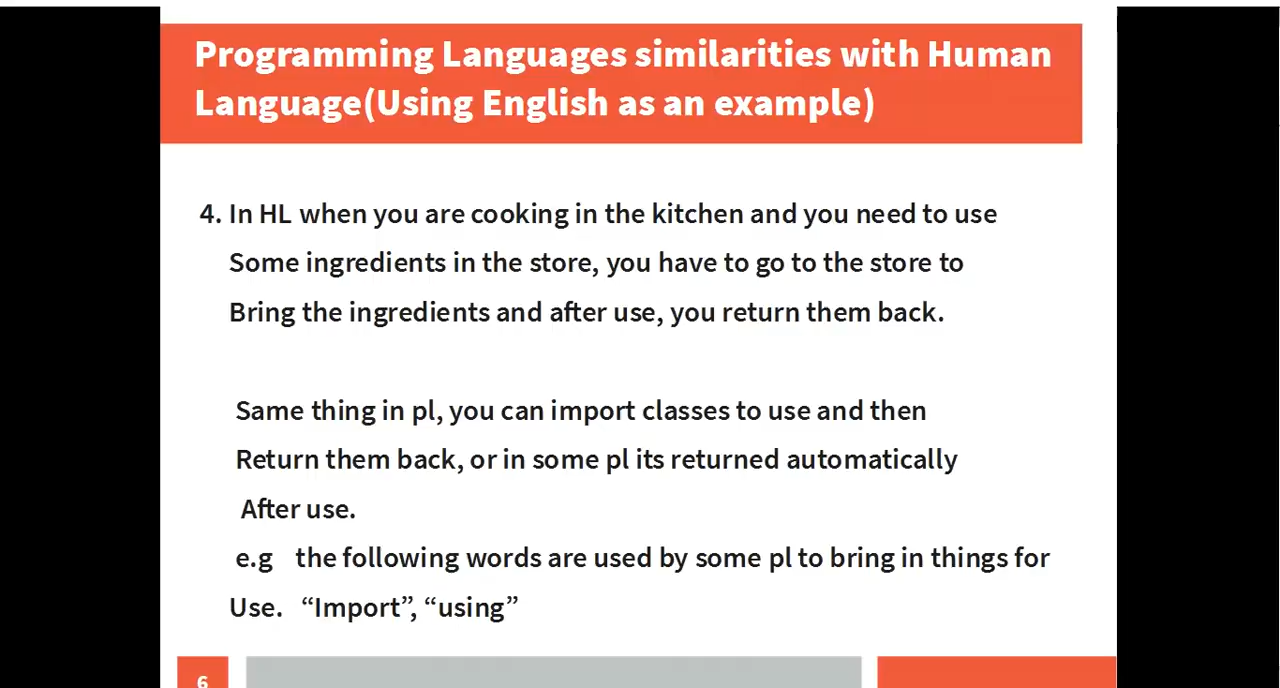 Programming Languages similarities with Human
Language(Using English as an example)
4. In HL when you are cooking in the kitchen and you need to use
Some ingredients in the store, you have to go to the store to
Bring the ingredients and after use, you return them back.
Same thing in pl, you can import classes to use and then
Return them back, or in some pl its returned automatically
After use.
e.g the following words are used by some pl to bring in things for
Use. “Import”, “using”
6